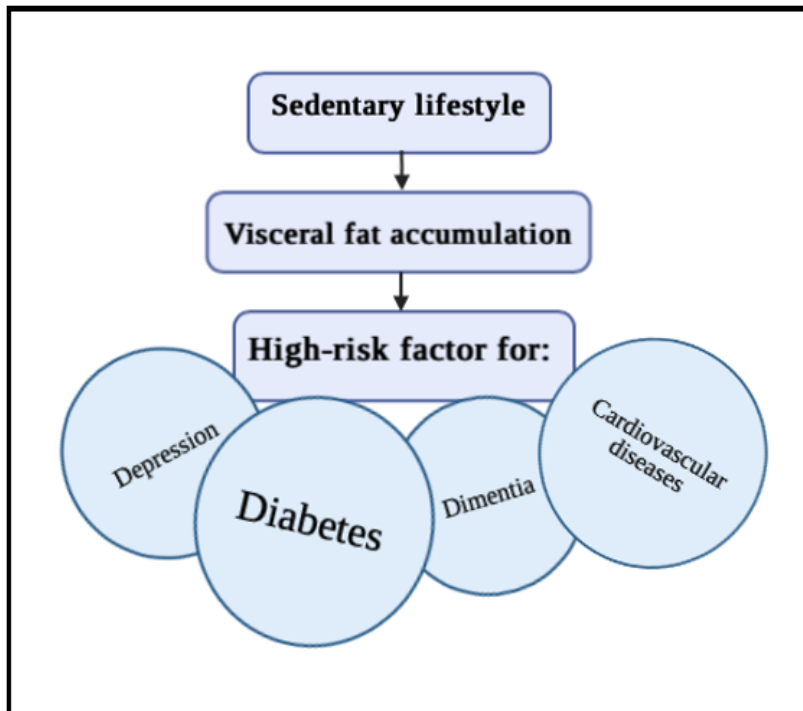 Sedentary lifestyle
Visceral fat accumulation
High-risk factor for:
Depression
Diabetes
Dimentia
Cardiovascular
diseases